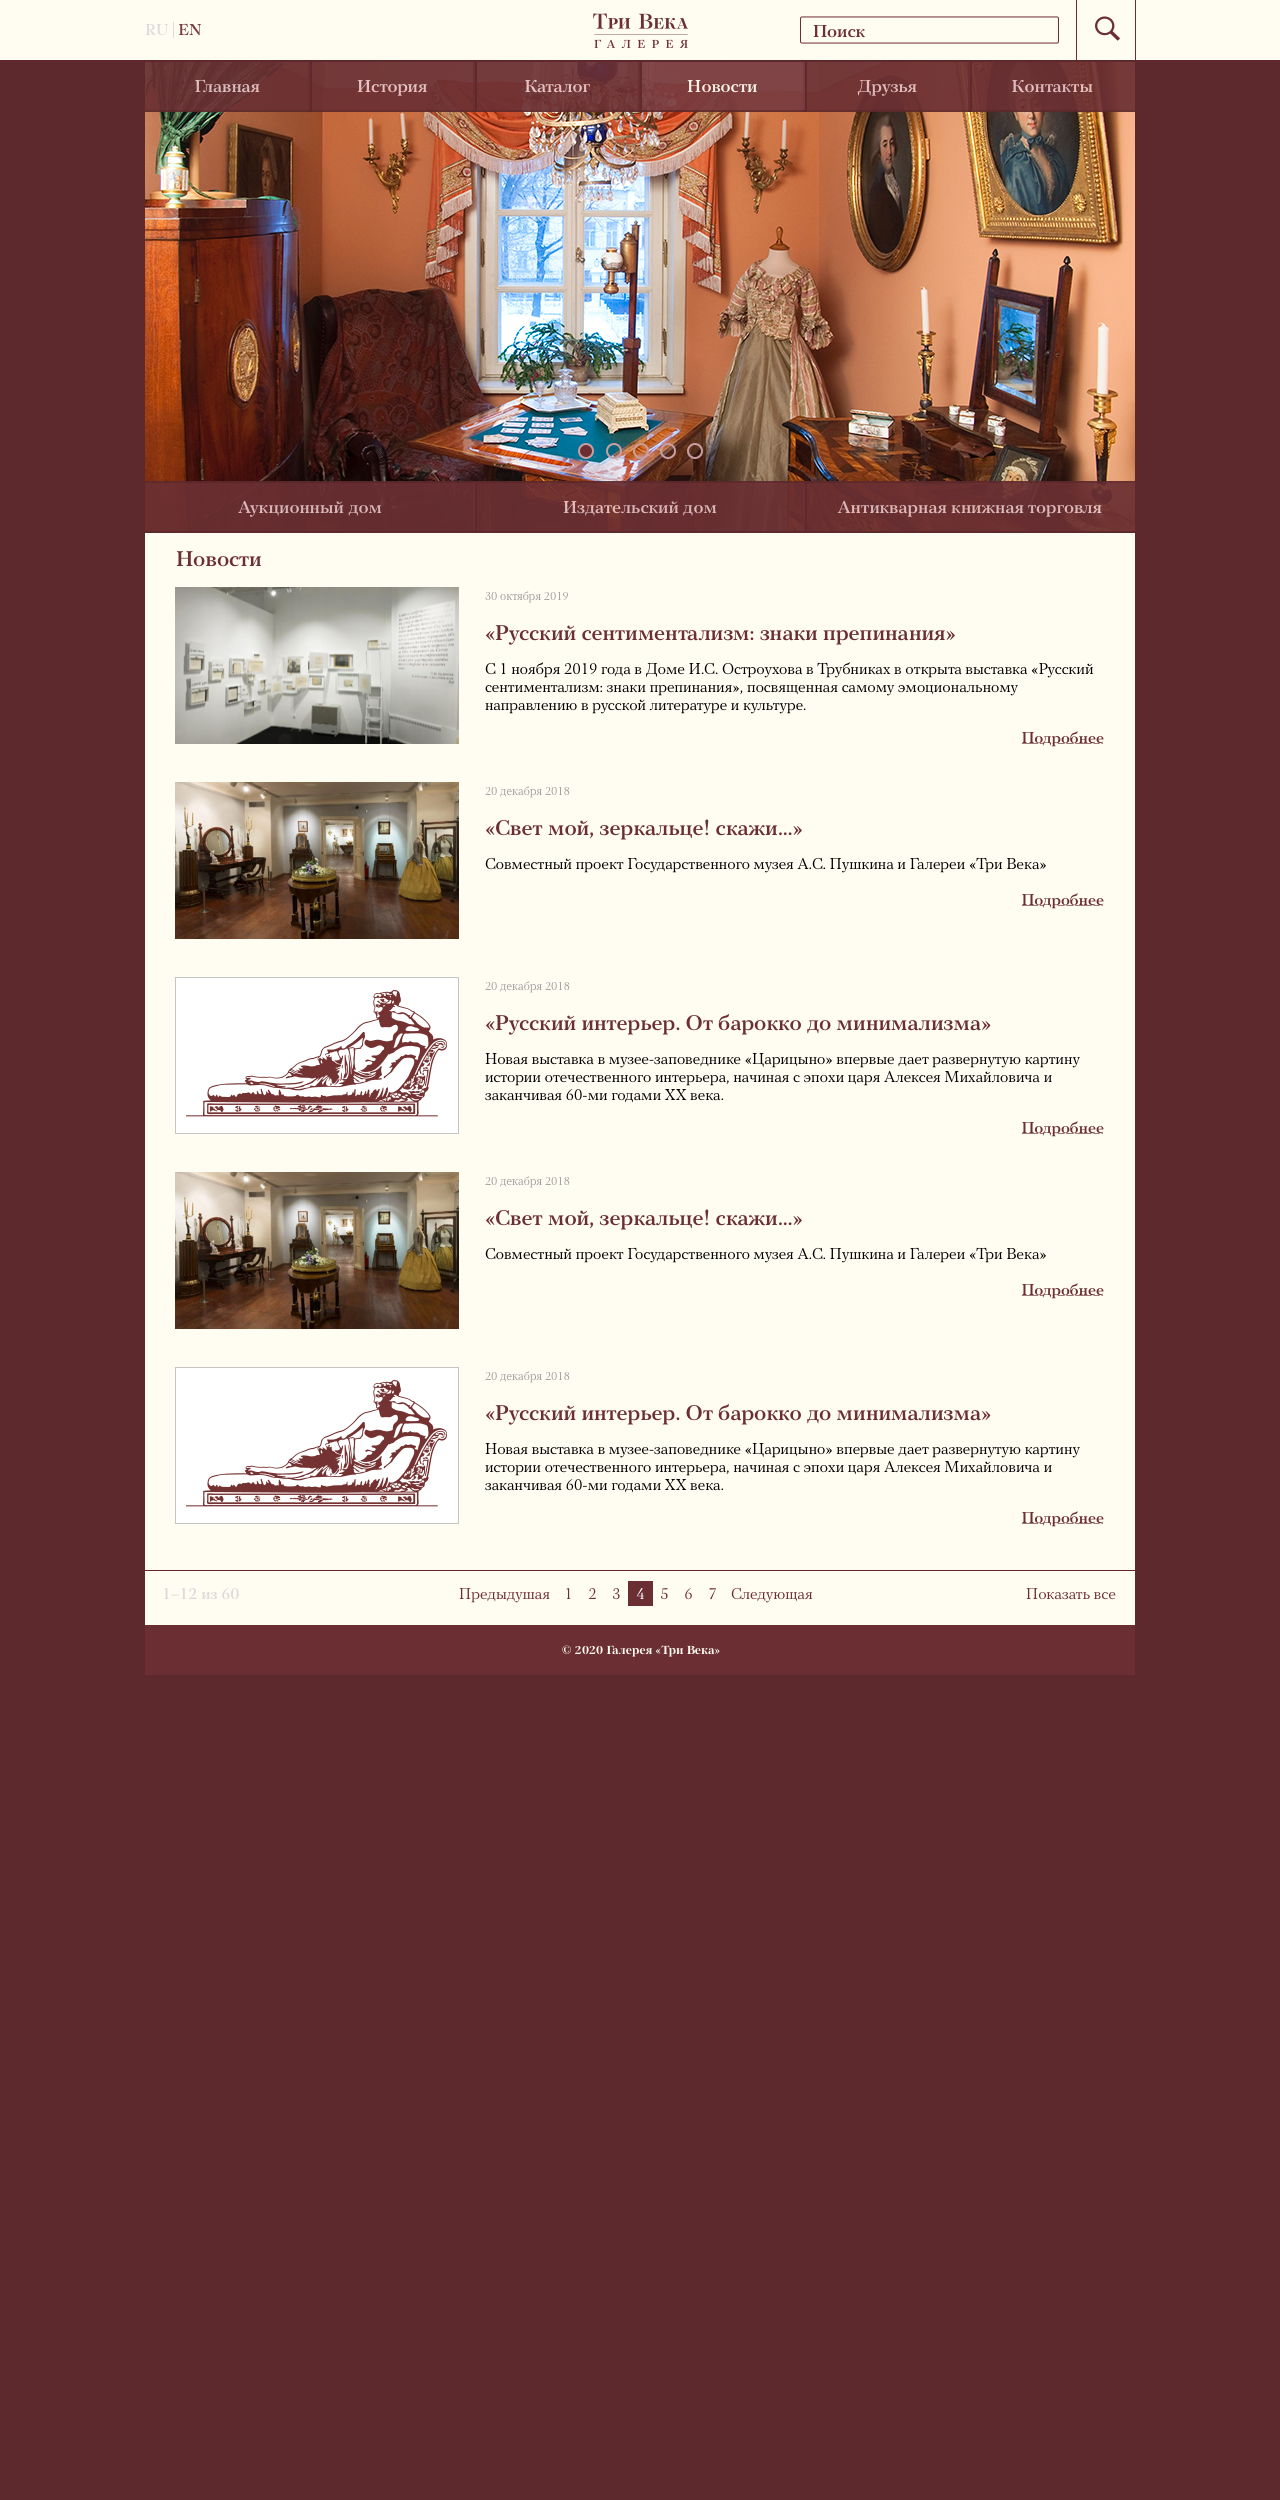 RU | EN
Три Века
ГАЛЕРЕЯ
Поиск
Главная
История
Каталог
Новости
Друзья
Контакты
Аукционный дом
Издательский дом
Антикварная книжная торговля
Новости
30 октября 2019
«Русский сентиментализм: знаки препинания»
С 1 ноября 2019 года в Доме И.С. Остроухова в Трубниках в открыта выставка «Русский
сентиментализм: знаки препинания», посвященная самому эмоциональному
направлению в русской литературе и культуре.
Подробнее
20 декабря 2018
«Свет мой, зеркальце! скажи...»
Совместный проект Государственного музея А.С. Пушкина и Галереи «Три Века»
Подробнее
20 декабря 2018
«Русский интерьер. От барокко до минимализма»
Новая выставка в музее-заповеднике «Царицыно» впервые дает развернутую картину
истории отечественного интерьера, начиная с эпохи царя Алексея Михайловича и
заканчивая 60-ми годами XX века.
Подробнее
20 декабря 2018
«Свет мой, зеркальце! скажи...»
Совместный проект Государственного музея А.С. Пушкина и Галереи «Три Века»
Подробнее
20 декабря 2018
«Русский интерьер. От барокко до минимализма»
Новая выставка в музее-заповеднике «Царицыно» впервые дает развернутую картину
истории отечественного интерьера, начиная с эпохи царя Алексея Михайловича и
заканчивая 60-ми годами XX века.
Подробнее
1–12 из 60
Предыдушая 1 2 3 4 5 6 7 Следующая
Показать все
© 2020 Галерея «Три Века»